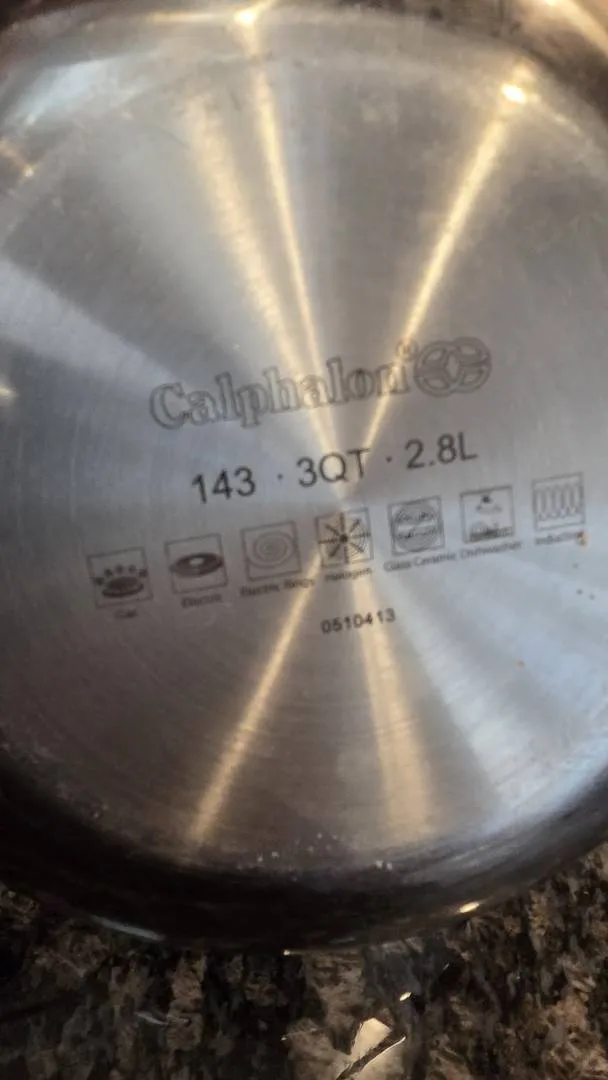 Calphalon®
143 · 3QT · 2.8L
Gas Electric Electric Rings Halogen Glass Ceramic Dishwasher Induction
0510413